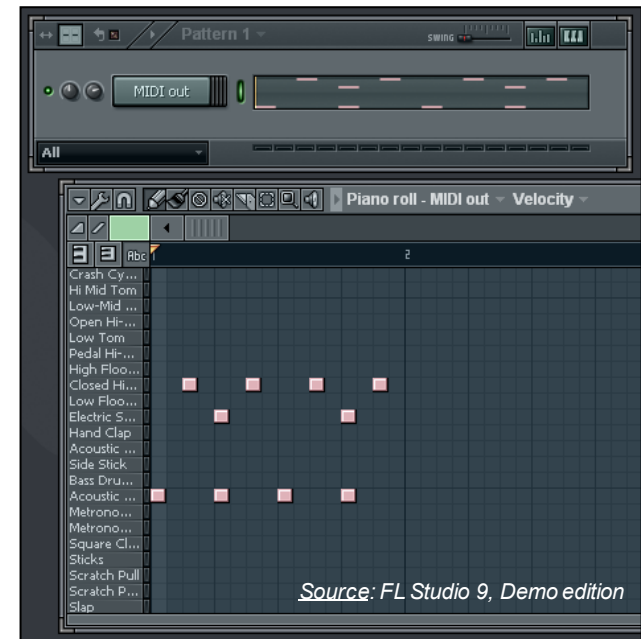 Pattern 1
SWING
MIDI out
All
Piano roll - MIDI out Velocity
Abc 1 2
Crash Cy...
Hi Mid Tom
Low-Mid ...
Open Hi-...
Low Tom
Pedal Hi-...
High Floo...
Closed Hi...
Low Floo...
Electric S...
Hand Clap
Acoustic ...
Side Stick
Bass Dru...
Acoustic ...
Metrono...
Metrono...
Square Cl...
Sticks
Scratch Pull
Scratch P...
Slap
Source: FL Studio 9, Demo edition